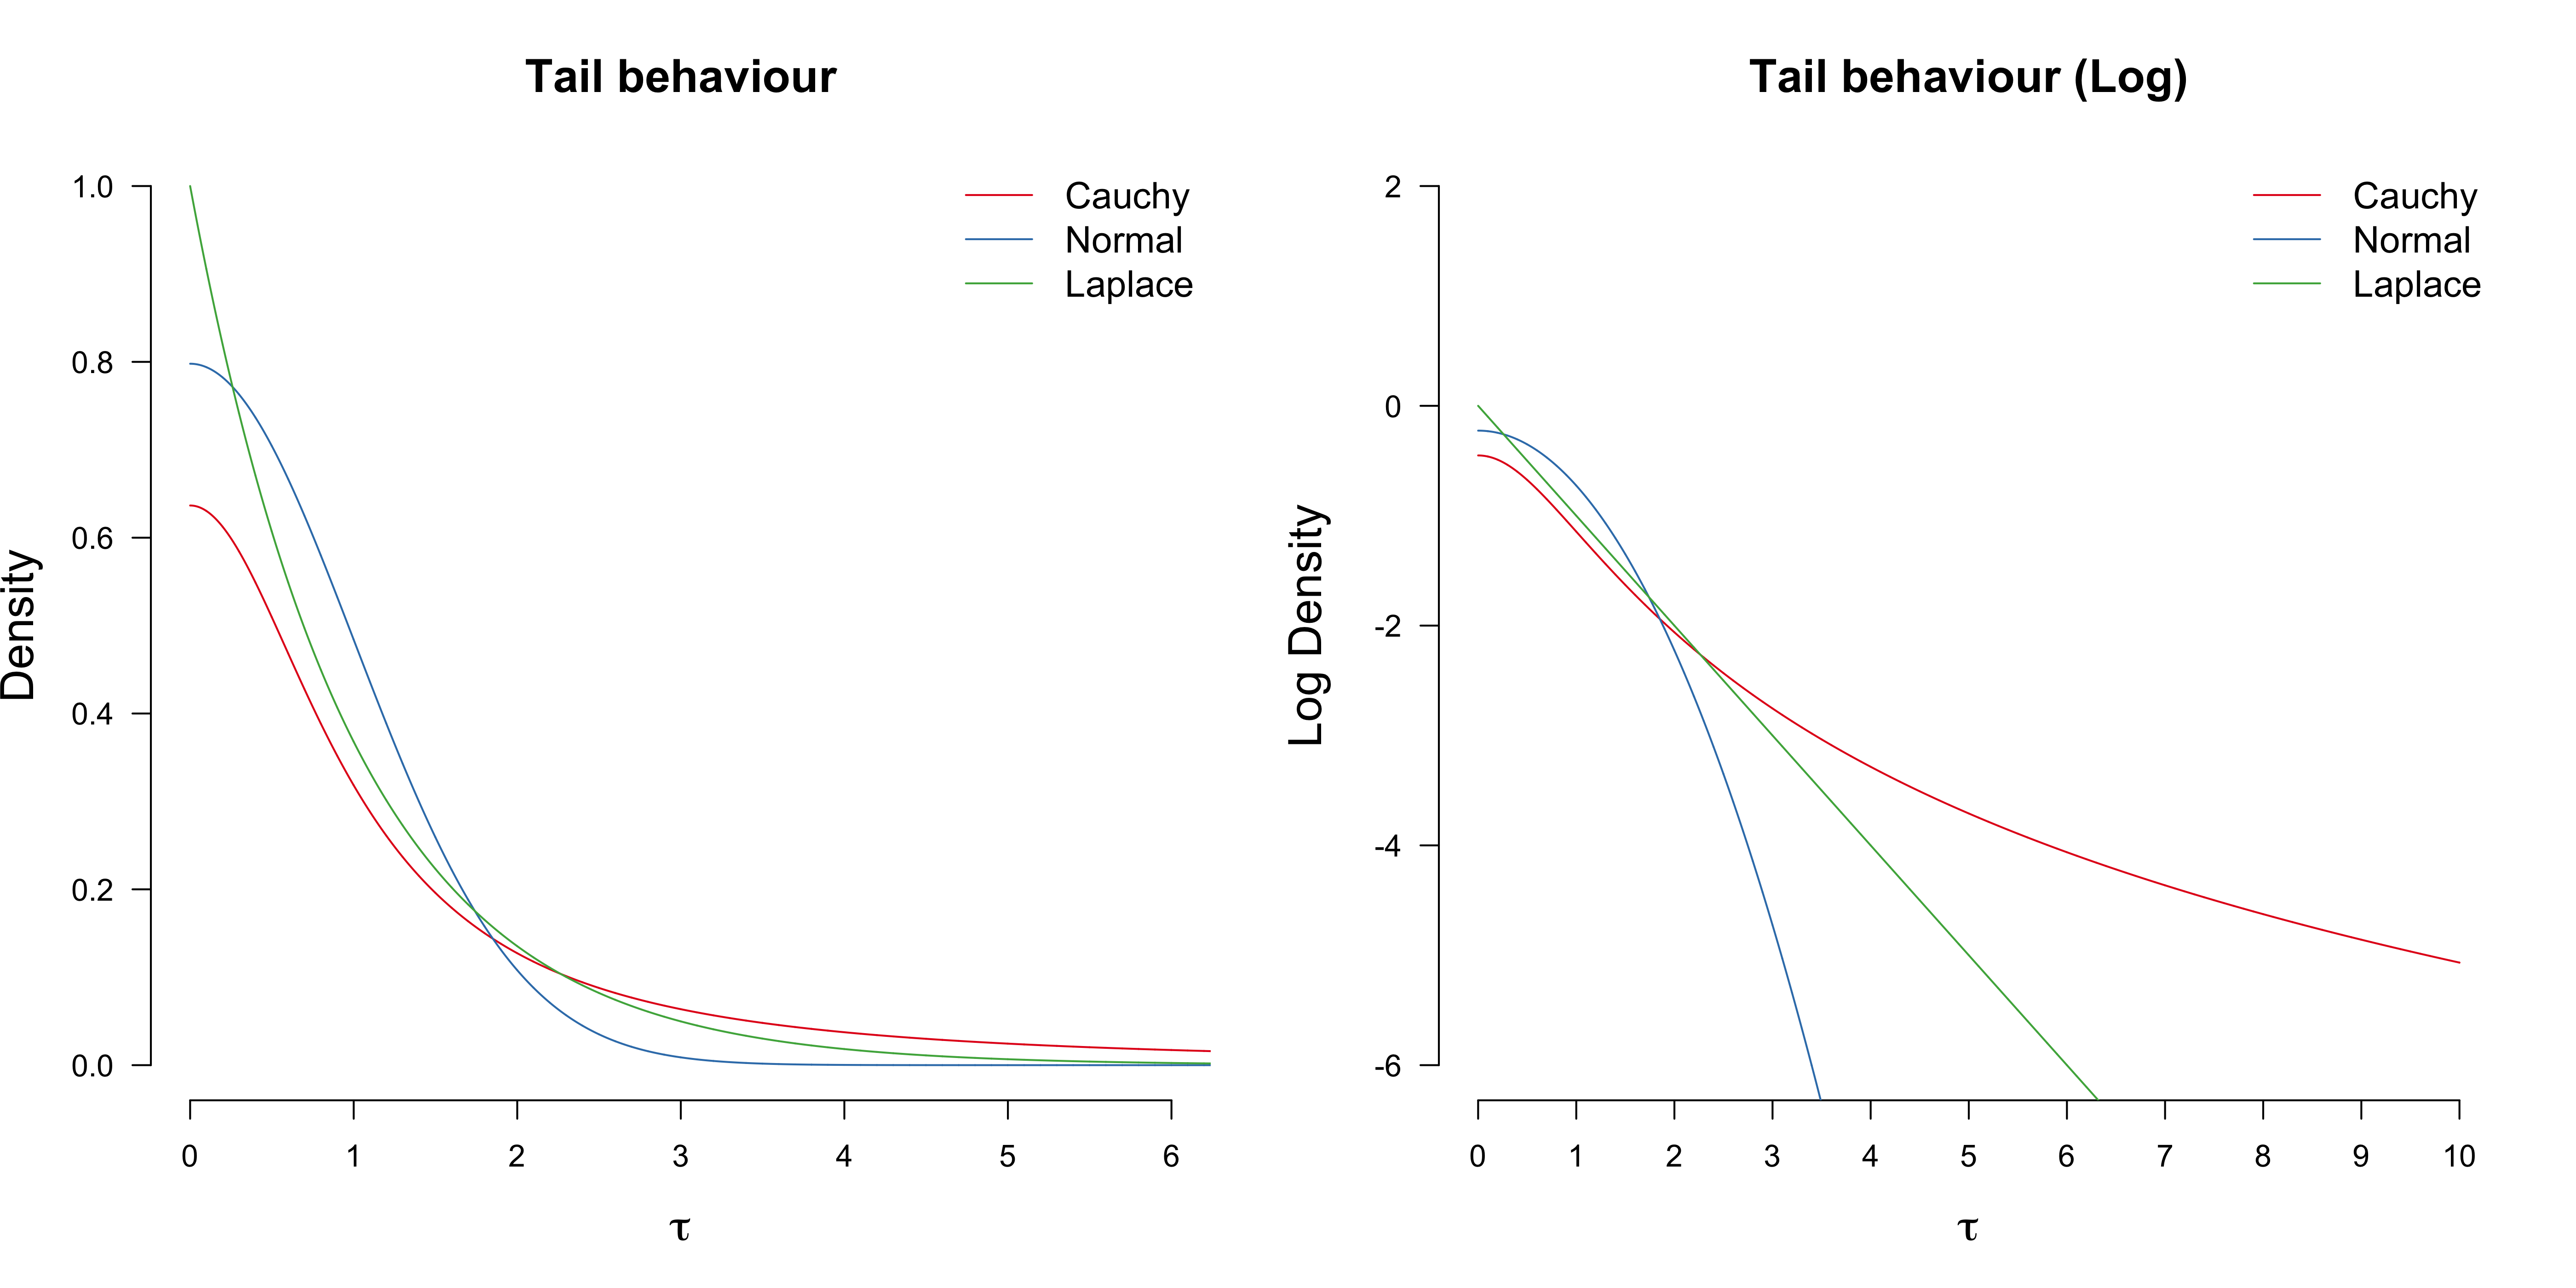 Tail behaviour
Cauchy
Normal
Laplace
1.0
0.8
0.6
0.4
0.2
0.0
Density
0 1 2 3 4 5 6
τ
Tail behaviour (Log)
Cauchy
Normal
Laplace
2
0
-2
-4
-6
Log Density
0 1 2 3 4 5 6 7 8 9 10
τ